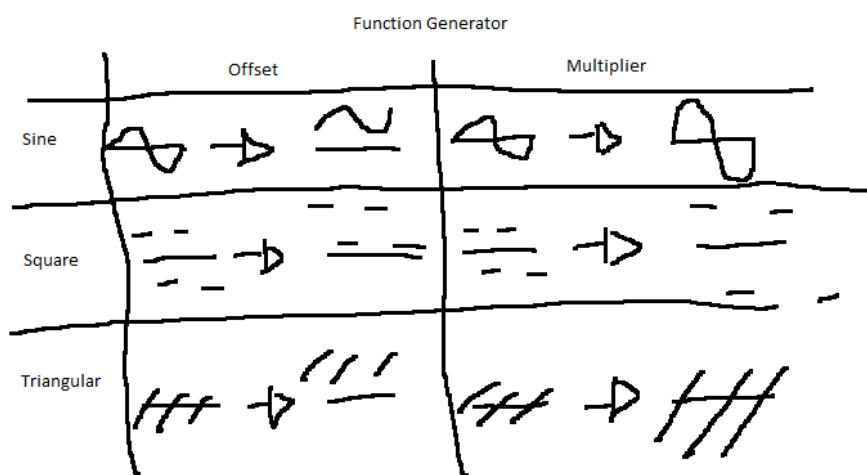 Function Generator
Offset
Multiplier
Sine
Square
Triangular